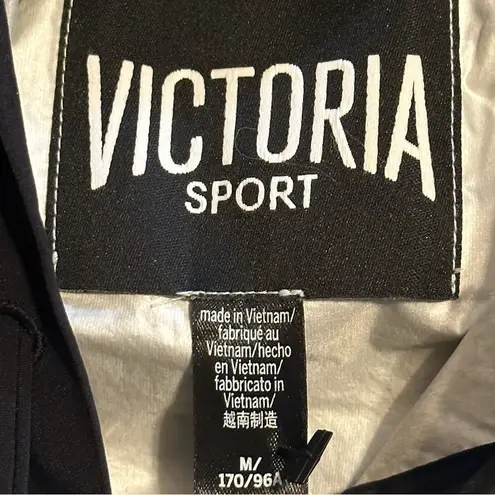 VICTORIA
SPORT
made in Vietnam/
fabriqué au
Vietnam/hecho
en Vietnam/
fabbricato in
Vietnam/
越南制造
M/
170/96A